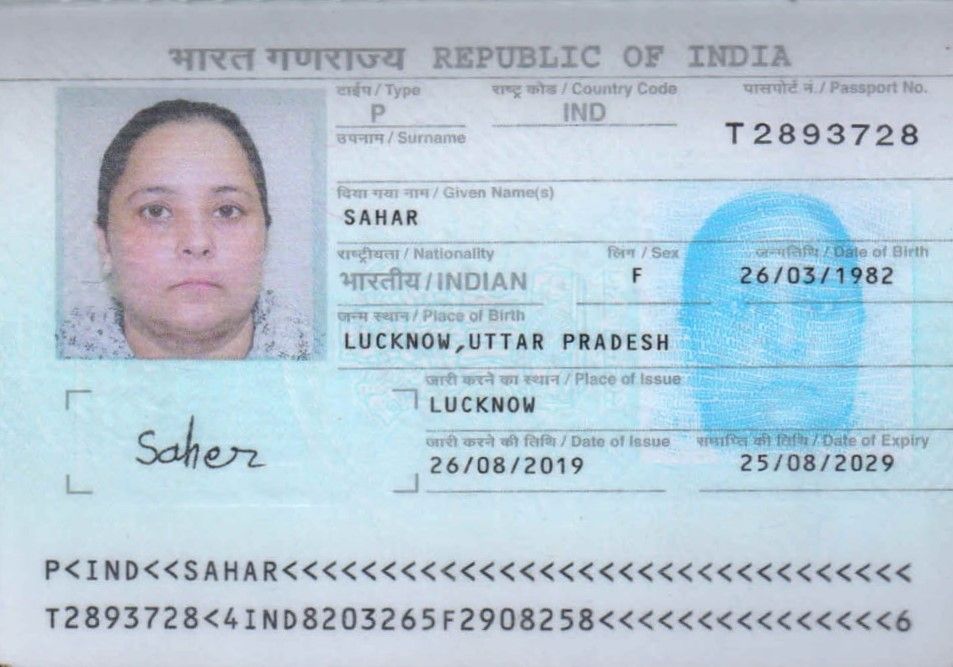 भारत गणराज्य REPUBLIC OF INDIA
टाईप / Type राष्ट्र कोड / Country Code पासपोर्ट नं. / Passport No.
P IND T2893728
उपनाम / Surname
दिया गया नाम / Given Name(s)
SAHAR
राष्ट्रीयता / Nationality लिंग / Sex जन्मतिथि / Date of Birth
भारतीय / INDIAN F 26/03/1982
जन्म स्थान / Place of Birth
LUCKNOW,UTTAR PRADESH
जारी करने का स्थान / Place of Issue
LUCKNOW
Saher
जारी करने की तिथि / Date of Issue समाप्ति की तिथि / Date of Expiry
26/08/2019 25/08/2029
P<IND<<SAHAR<<<<<<<<<<<<<<<<<<<<<<<<<<<<<<<<
T2893728<4IND8203265F2908258<<<<<<<<<<<<<<<6